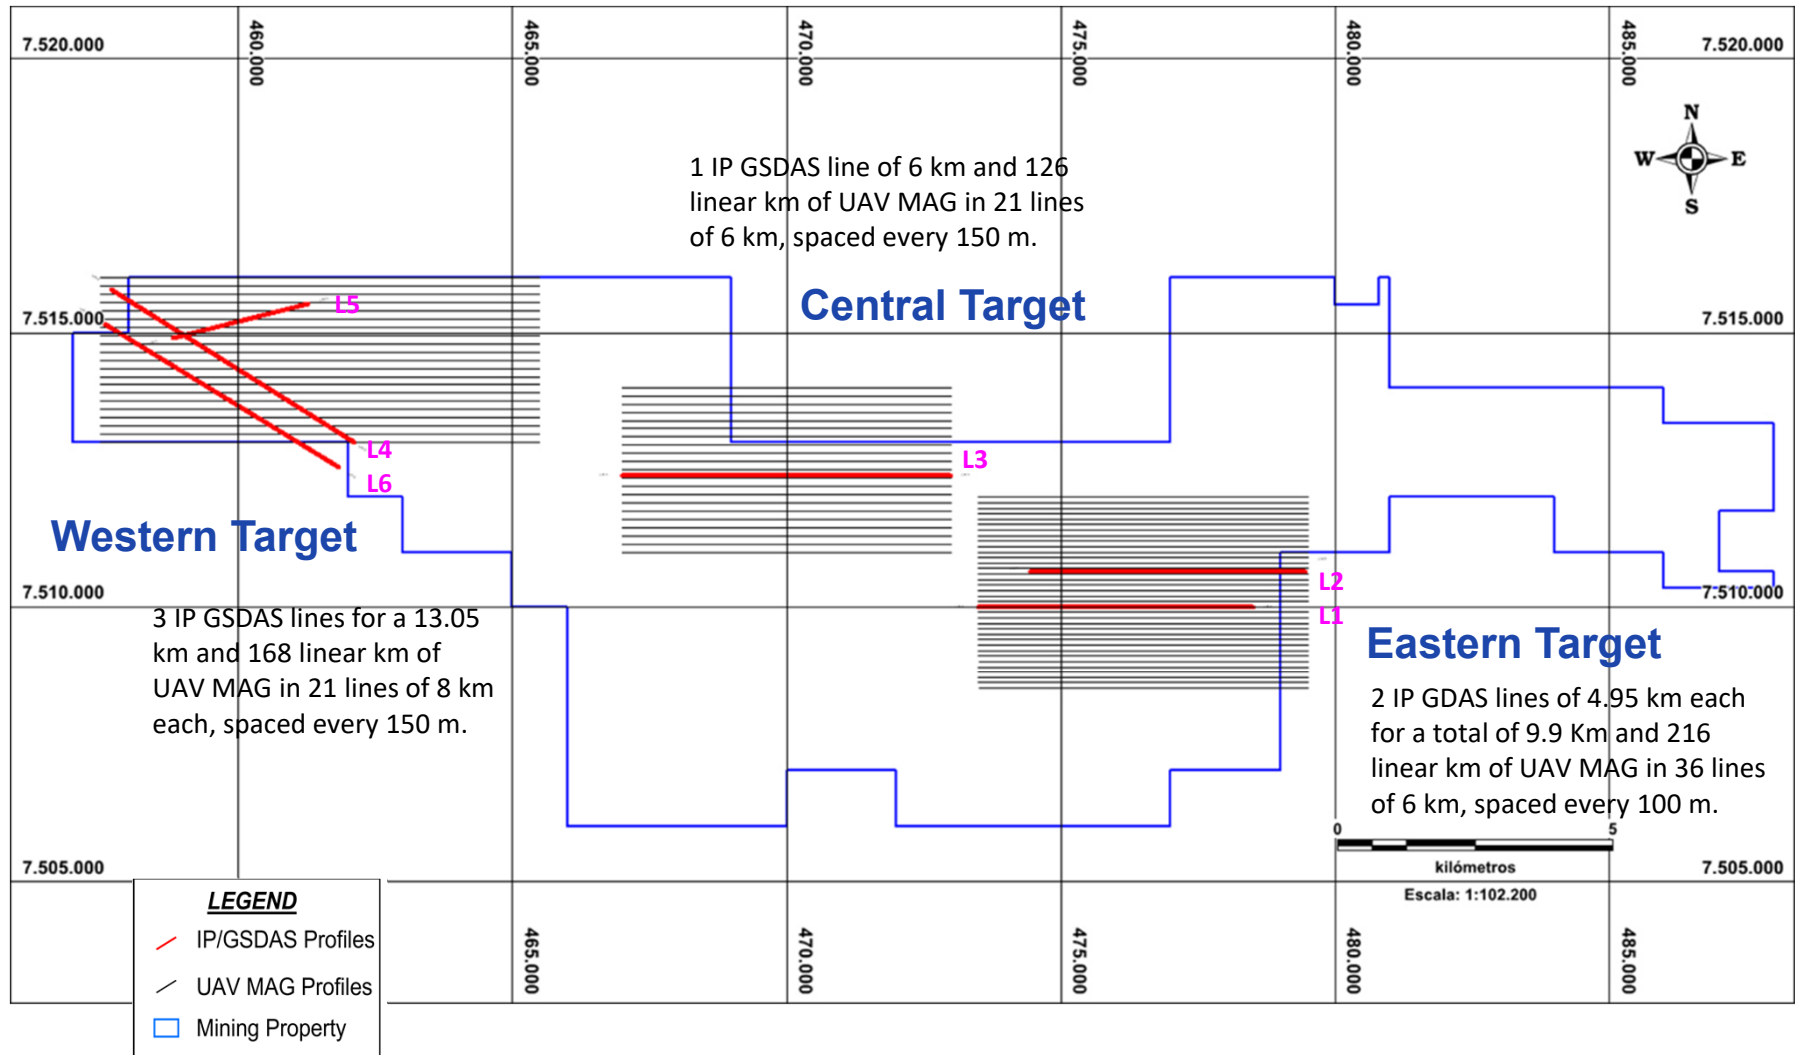 460.000
465.000
470.000
475.000
480.000
485.000
7.520.000
7.520.000
N
W E
S
1 IP GSDAS line of 6 km and 126
linear km of UAV MAG in 21 lines
of 6 km, spaced every 150 m.
Central Target
L5
7.515.000
7.515.000
L4
L6
L3
Western Target
L2
L1
7.510.000
7.510.000
3 IP GSDAS lines for a 13.05
km and 168 linear km of
UAV MAG in 21 lines of 8 km
each, spaced every 150 m.
Eastern Target
2 IP GDAS lines of 4.95 km each
for a total of 9.9 Km and 216
linear km of UAV MAG in 36 lines
of 6 km, spaced every 100 m.
0 5
kilómetros
Escala: 1:102.200
7.505.000
7.505.000
LEGEND
IP/GSDAS Profiles
UAV MAG Profiles
Mining Property
465.000
470.000
475.000
480.000
485.000